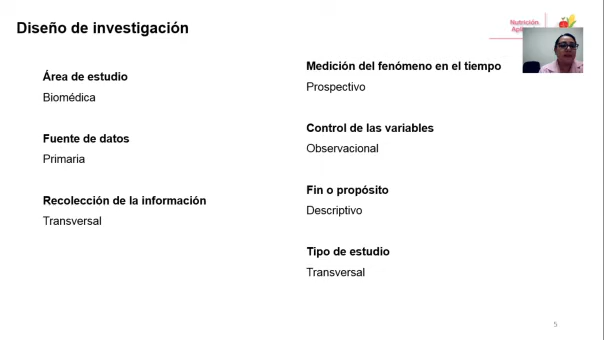 Diseño de investigación
Nutrición
Área de estudio
Biomédica
Fuente de datos
Primaria
Recolección de la información
Transversal
Medición del fenómeno en el tiempo
Prospectivo
Control de las variables
Observacional
Fin o propósito
Descriptivo
Tipo de estudio
Transversal
5